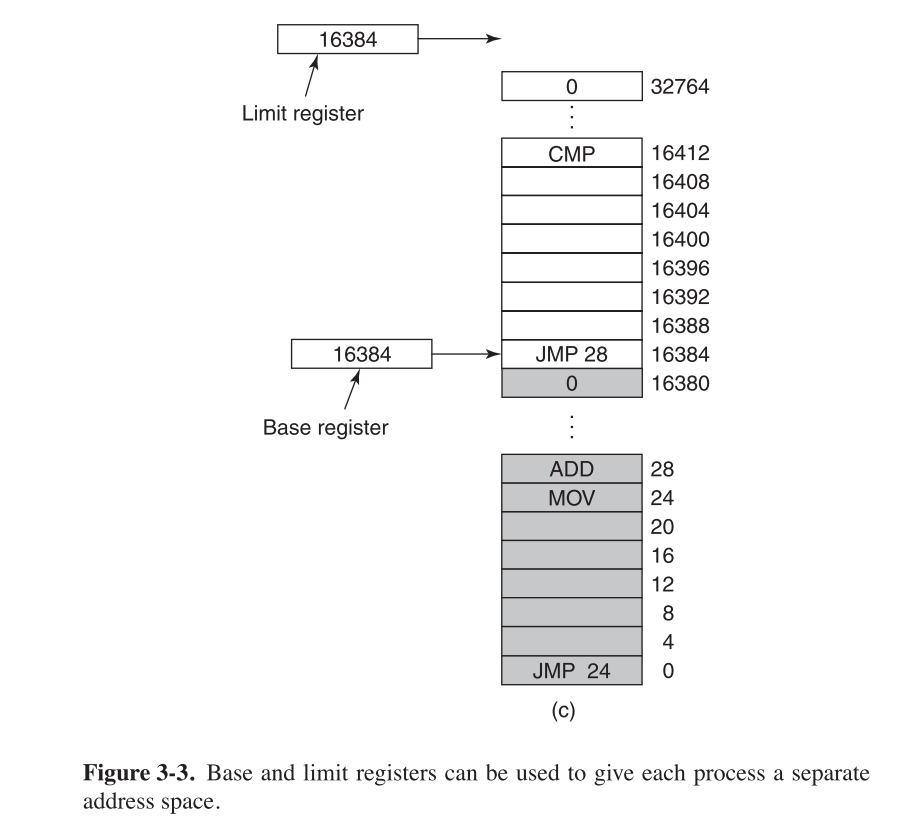 16384
Limit register
0 32764
CMP 16412
16408
16404
16400
16396
16392
16388
16384 JMP 28 16384
0 16380
Base register
ADD 28
MOV 24
20
16
12
8
4
JMP 24 0
(c)
Figure 3-3. Base and limit registers can be used to give each process a separate
address space.